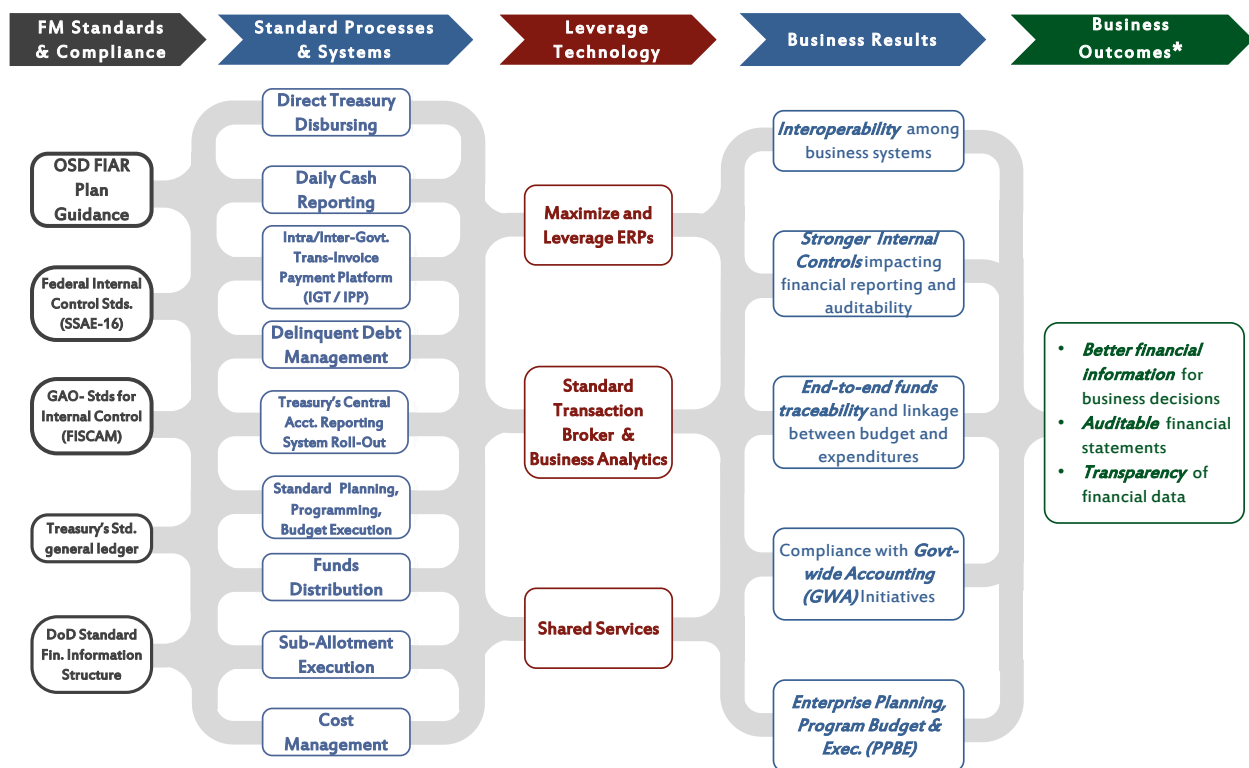 FM Standards
& Compliance
Standard Processes
& Systems
Leverage
Technology
Business Results
Business
Outcomes*
OSD FIAR
Plan
Guidance
Federal Internal
Control Stds.
(SSAE-16)
GAO- Stds for
Internal Control
(FISCAM)
Treasury's Std.
general ledger
DoD Standard
Fin. Information
Structure
Direct Treasury
Disbursing
Daily Cash
Reporting
Intra/Inter-Govt.
Trans-Invoice
Payment Platform
(IGT / IPP)
Delinquent Debt
Management
Treasury's Central
Acct. Reporting
System Roll-Out
Standard Planning,
Programming,
Budget Execution
Funds
Distribution
Sub-Allotment
Execution
Cost
Management
Maximize and
Leverage ERPs
Standard
Transaction
Broker &
Business Analytics
Shared Services
Interoperability among
business systems
Stronger Internal
Controls impacting
financial reporting and
auditability
End-to-end funds
traceability and linkage
between budget and
expenditures
Compliance with Govt-
wide Accounting
(GWA) Initiatives
Enterprise Planning,
Program Budget &
Exec. (PPBE)
• Better financial
information for
business decisions
• Auditable financial
statements
• Transparency of
financial data